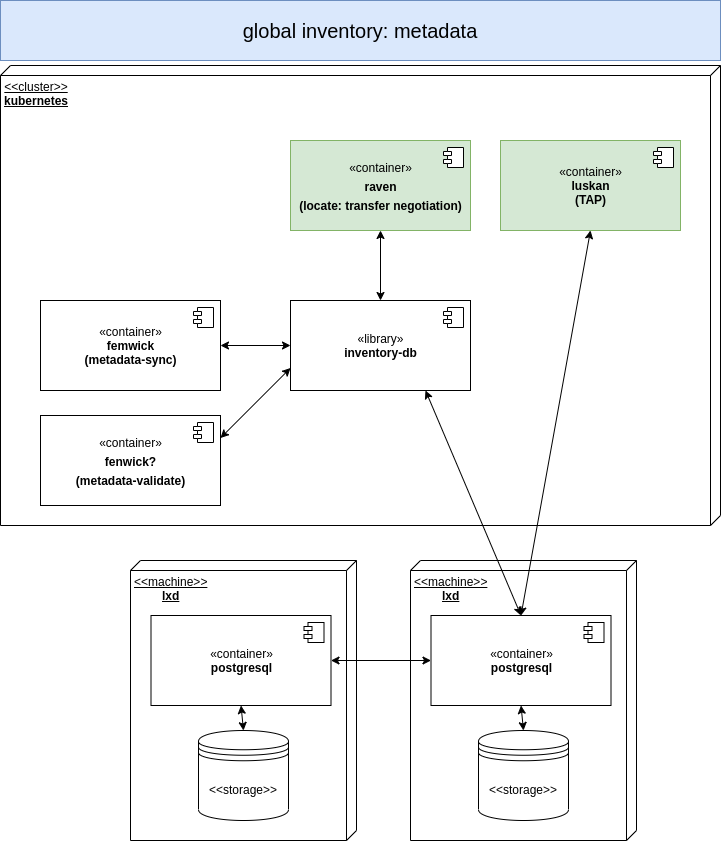 global inventory: metadata
<<cluster>>
kubernetes
«container»
raven
(locate: transfer negotiation)
«container»
luskan
(TAP)
«container»
femwick
(metadata-sync)
«library»
inventory-db
«container»
fenwick?
(metadata-validate)
<<machine>>
lxd
«container»
postgresql
<<storage>>
<<machine>>
lxd
«container»
postgresql
<<storage>>